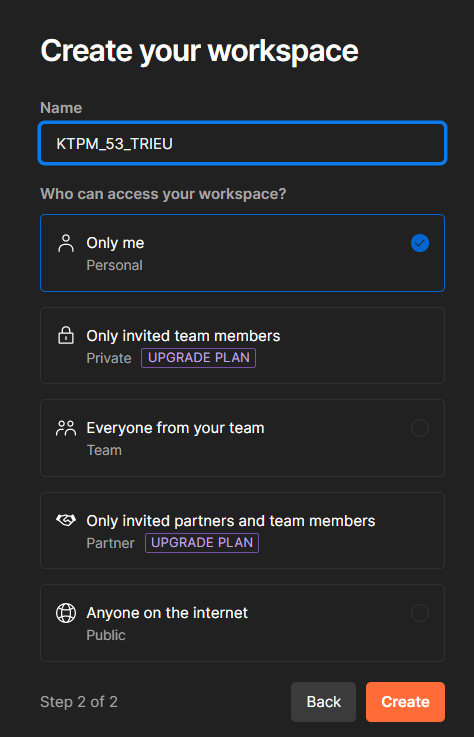 Create your workspace
Name
KTPM_53_TRIEU
Who can access your workspace?
Only me
Personal
Only invited team members
Private UPGRADE PLAN
Everyone from your team
Team
Only invited partners and team members
Partner UPGRADE PLAN
Anyone on the internet
Public
Step 2 of 2 Back Create